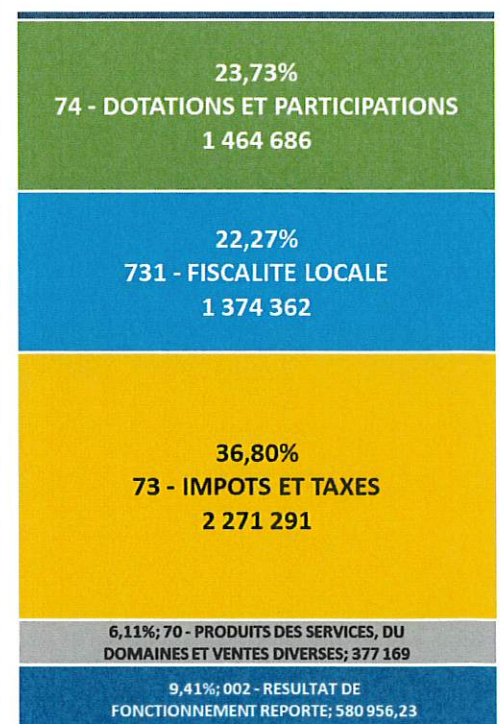 23,73%
74 - DOTATIONS ET PARTICIPATIONS
1 464 686
22,27%
731 - FISCALITE LOCALE
1 374 362
36,80%
73 - IMPOTS ET TAXES
2 271 291
6,11%; 70 - PRODUITS DES SERVICES, DU
DOMAINES ET VENTES DIVERSES; 377 169
9,41%; 002 - RESULTAT DE
FONCTIONNEMENT REPORTE; 580 956,23